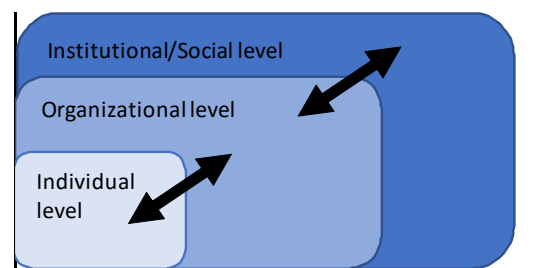 Institutional/Social level
Organizational level
Individual
level